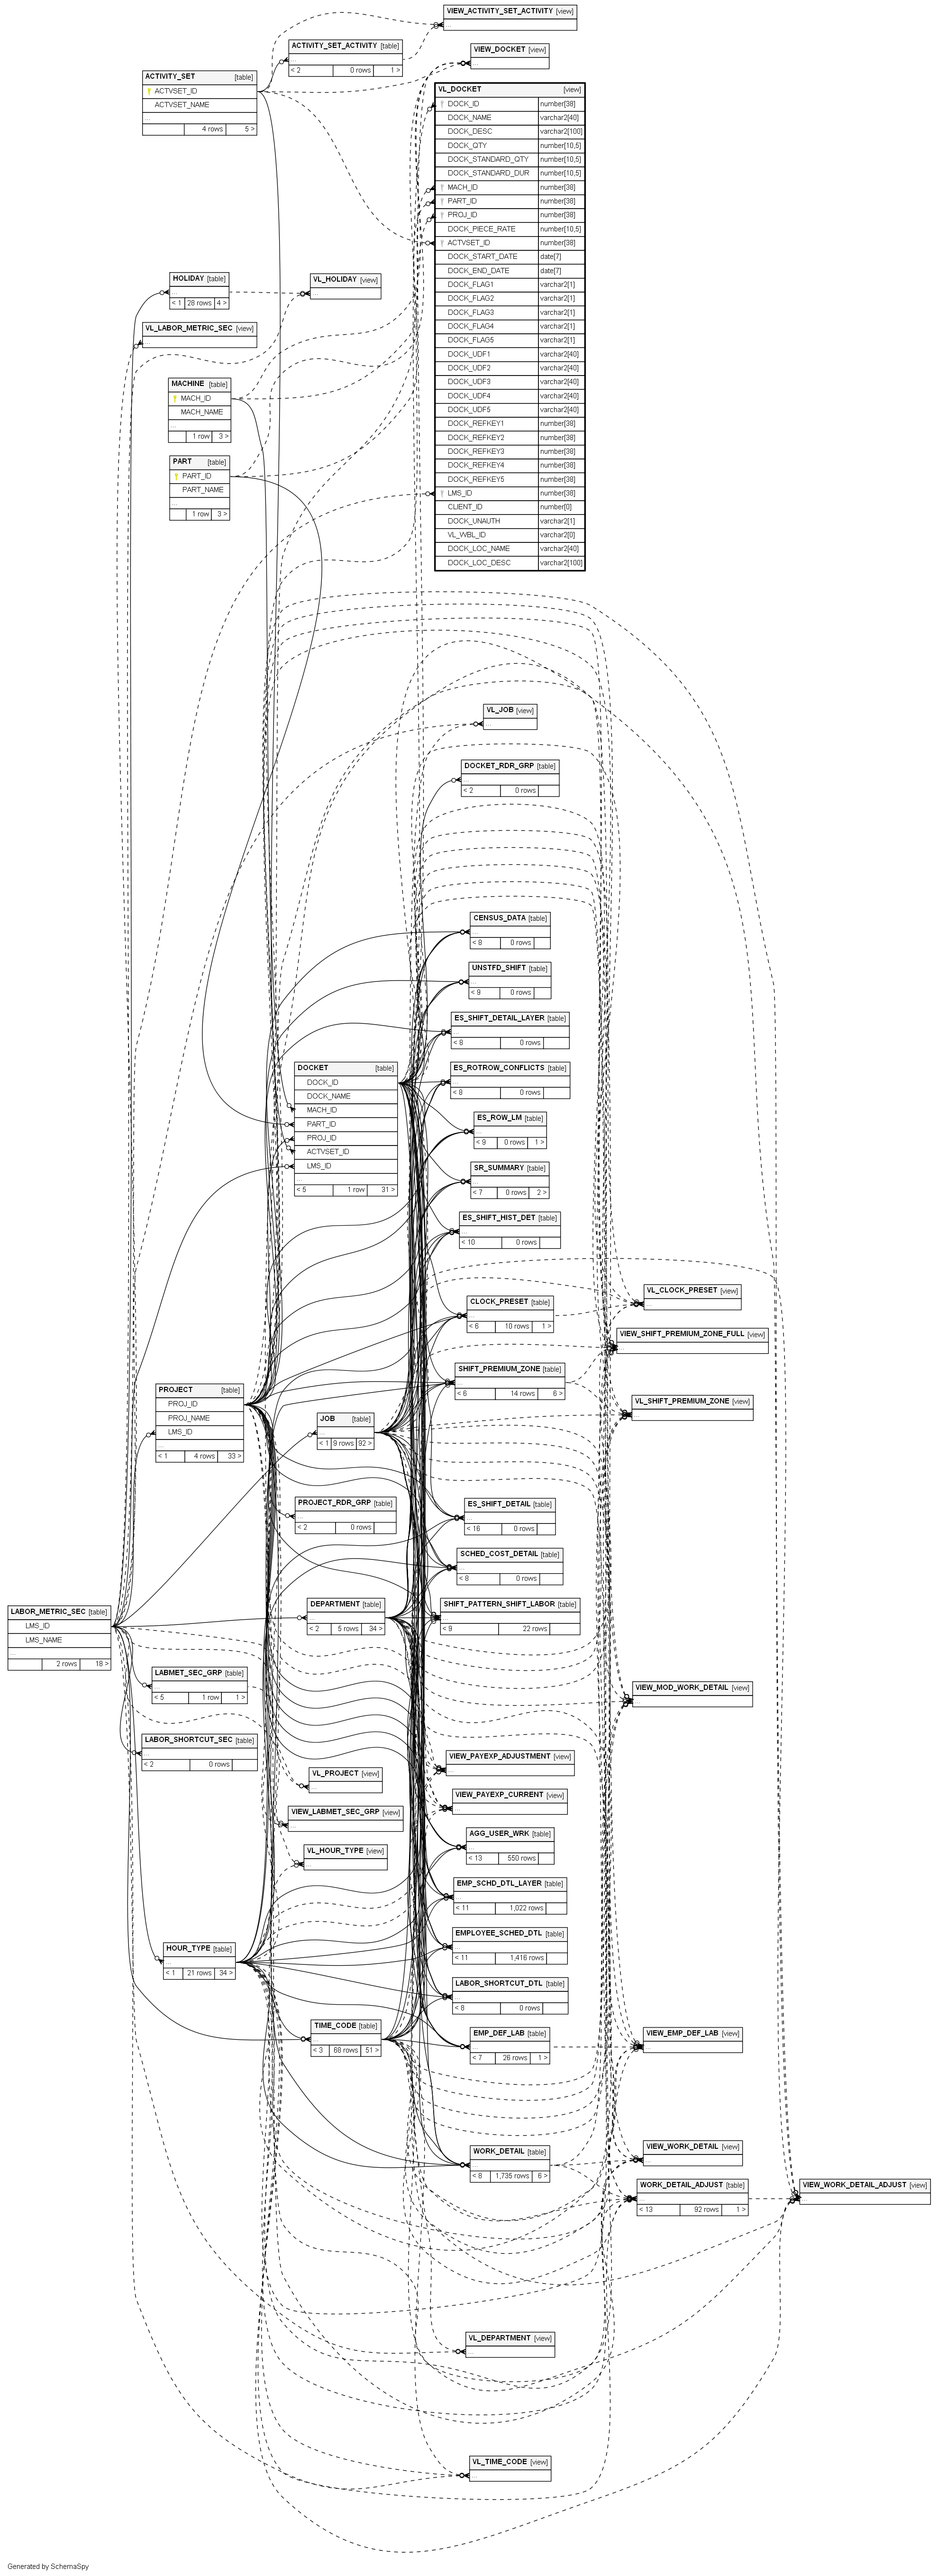 VIEW_ACTIVITY_SET_ACTIVITY [view]
...
ACTIVITY_SET_ACTIVITY [table]
...
< 2 0 rows 1 >
VIEW_DOCKET [view]
...
ACTIVITY_SET [table]
ACTVSET_ID
ACTVSET_NAME
...
4 rows 5 >
VL_DOCKET [view]
DOCK_ID number[38]
DOCK_NAME varchar2[40]
DOCK_DESC varchar2[100]
DOCK_QTY number[10,5]
DOCK_STANDARD_QTY number[10,5]
DOCK_STANDARD_DUR number[10,5]
MACH_ID number[38]
PART_ID number[38]
PROJ_ID number[38]
DOCK_PIECE_RATE number[10,5]
ACTVSET_ID number[38]
DOCK_START_DATE date[7]
DOCK_END_DATE date[7]
DOCK_FLAG1 varchar2[1]
DOCK_FLAG2 varchar2[1]
DOCK_FLAG3 varchar2[1]
DOCK_FLAG4 varchar2[1]
DOCK_FLAG5 varchar2[1]
DOCK_UDF1 varchar2[40]
DOCK_UDF2 varchar2[40]
DOCK_UDF3 varchar2[40]
DOCK_UDF4 varchar2[40]
DOCK_UDF5 varchar2[40]
DOCK_REFKEY1 number[38]
DOCK_REFKEY2 number[38]
DOCK_REFKEY3 number[38]
DOCK_REFKEY4 number[38]
DOCK_REFKEY5 number[38]
LMS_ID number[38]
CLIENT_ID number[0]
DOCK_UNAUTH varchar2[1]
VL_WBL_ID varchar2[0]
DOCK_LOC_NAME varchar2[40]
DOCK_LOC_DESC varchar2[100]
HOLIDAY [table]
...
< 1 28 rows 4 >
VL_HOLIDAY [view]
...
VL_LABOR_METRIC_SEC [view]
...
MACHINE [table]
MACH_ID
MACH_NAME
...
1 row 3 >
PART [table]
PART_ID
PART_NAME
...
1 row 3 >
VL_JOB [view]
...
DOCKET_RDR_GRP [table]
...
< 2 0 rows
CENSUS_DATA [table]
...
< 8 0 rows
UNSTFD_SHIFT [table]
...
< 9 0 rows
ES_SHIFT_DETAIL_LAYER [table]
...
< 8 0 rows
DOCKET [table]
DOCK_ID
DOCK_NAME
MACH_ID
PART_ID
PROJ_ID
ACTVSET_ID
LMS_ID
...
< 5 1 row 31 >
ES_ROTROW_CONFLICTS [table]
...
< 8 0 rows
ES_ROW_LM [table]
...
< 9 0 rows 1 >
SR_SUMMARY [table]
...
< 7 0 rows 2 >
ES_SHIFT_HIST_DET [table]
...
< 10 0 rows
VL_CLOCK_PRESET [view]
...
CLOCK_PRESET [table]
...
< 6 10 rows 1 >
VIEW_SHIFT_PREMIUM_ZONE_FULL [view]
...
SHIFT_PREMIUM_ZONE [table]
...
< 6 14 rows 6 >
VL_SHIFT_PREMIUM_ZONE [view]
...
PROJECT [table]
PROJ_ID
PROJ_NAME
LMS_ID
...
< 1 4 rows 33 >
JOB [table]
...
< 1 9 rows 92 >
PROJECT_RDR_GRP [table]
...
< 2 0 rows
ES_SHIFT_DETAIL [table]
...
< 16 0 rows
SCHED_COST_DETAIL [table]
...
< 8 0 rows
LABOR_METRIC_SEC [table]
LMS_ID
LMS_NAME
...
2 rows 18 >
DEPARTMENT [table]
...
< 2 5 rows 34 >
SHIFT_PATTERN_SHIFT_LABOR [table]
...
< 9 22 rows
LABMET_SEC_GRP [table]
...
< 5 1 row 1 >
VIEW_MOD_WORK_DETAIL [view]
...
LABOR_SHORTCUT_SEC [table]
...
< 2 0 rows
VIEW_PAYEXP_ADJUSTMENT [view]
...
VL_PROJECT [view]
...
VIEW_PAYEXP_CURRENT [view]
...
VIEW_LABMET_SEC_GRP [view]
...
AGG_USER_WRK [table]
...
< 13 550 rows
VL_HOUR_TYPE [view]
...
EMP_SCHD_DTL_LAYER [table]
...
< 11 1,022 rows
EMPLOYEE_SCHED_DTL [table]
...
< 11 1,416 rows
HOUR_TYPE [table]
...
< 1 21 rows 34 >
LABOR_SHORTCUT_DTL [table]
...
< 8 0 rows
TIME_CODE [table]
...
< 3 68 rows 51 >
EMP_DEF_LAB [table]
...
< 7 26 rows 1 >
VIEW_EMP_DEF_LAB [view]
...
WORK_DETAIL [table]
...
< 8 1,735 rows 6 >
VIEW_WORK_DETAIL [view]
...
WORK_DETAIL_ADJUST [table]
...
< 13 92 rows 1 >
VIEW_WORK_DETAIL_ADJUST [view]
...
VL_DEPARTMENT [view]
...
VL_TIME_CODE [view]
...
Generated by SchemaSpy